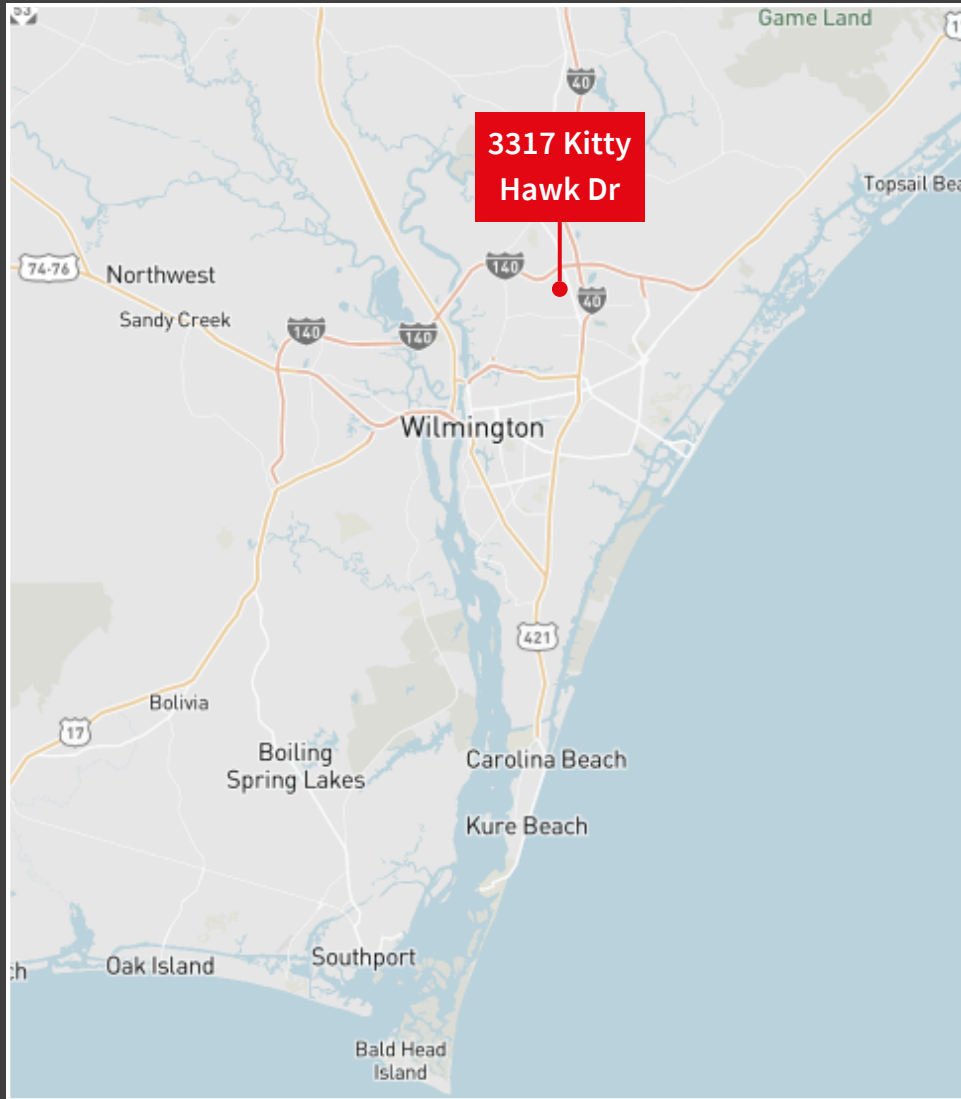 53
Game Land
40
3317 Kitty
Hawk Dr
Topsail Bea
74-76
Northwest
140
40
Sandy Creek
140
140
Wilmington
421
Bolivia
17
Boiling
Spring Lakes
Carolina Beach
Kure Beach
Southport
Oak Island
Bald Head
Island